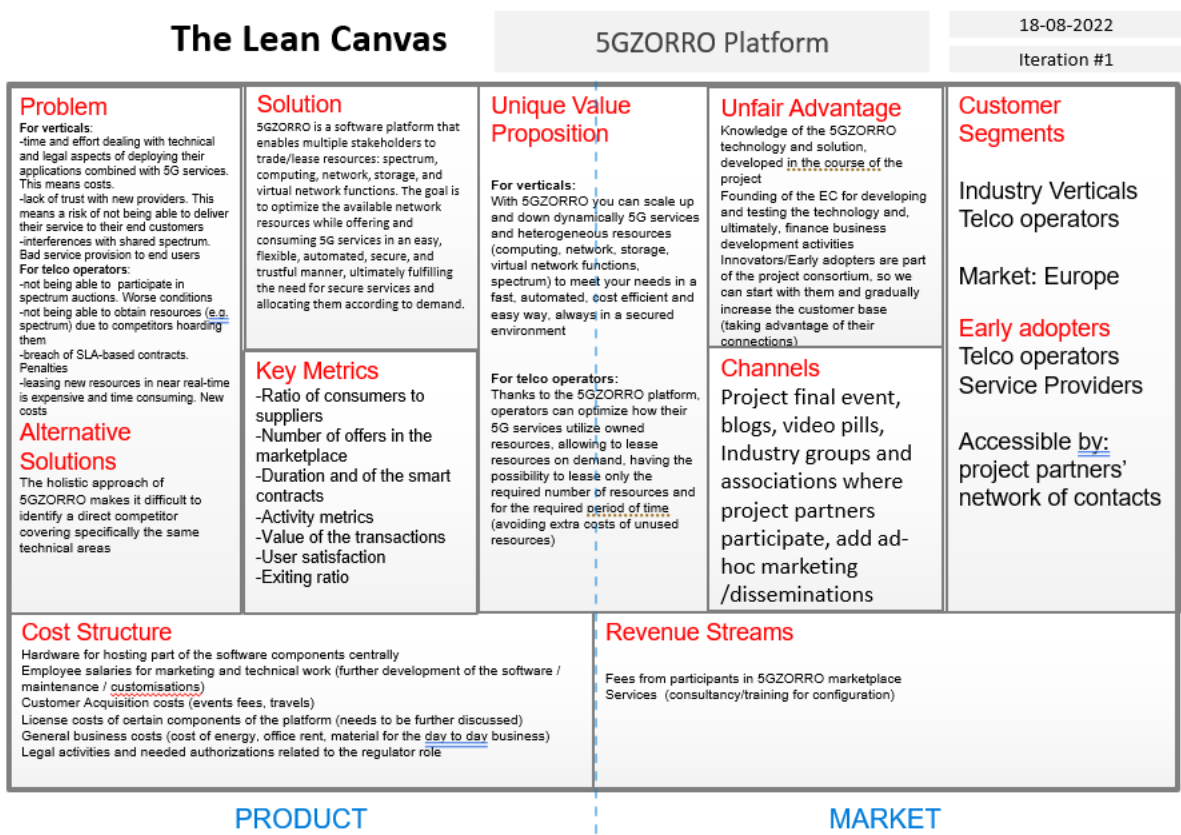 The Lean Canvas
5GZORRO Platform
18-08-2022
Iteration #1
Problem
For verticals:
-time and effort dealing with technical
and legal aspects of deploying their
applications combined with 5G services.
This means costs.
-lack of trust with new providers. This
means a risk of not being able to deliver
their service to their end customers
-interferences with shared spectrum.
Bad service provision to end users
For telco operators:
-not being able to  participate in
spectrum auctions. Worse conditions
-not being able to obtain resources (e.g.
spectrum) due to competitors hoarding
them
-breach of SLA-based contracts.
Penalties
-leasing new resources in near real-time
is expensive and time consuming. New
costs
Alternative
Solutions
The holistic approach of
5GZORRO makes it difficult to
identify a direct competitor
covering specifically the same
technical areas
Solution
5GZORRO is a software platform that
enables multiple stakeholders to
trade/lease resources: spectrum,
computing, network, storage, and
virtual network functions. The goal is
to optimize the available network
resources while offering and
consuming 5G services in an easy,
flexible, automated, secure, and
trustful manner, ultimately fulfilling
the need for secure services and
allocating them according to demand.
Key Metrics
-Ratio of consumers to
suppliers
-Number of offers in the
marketplace
-Duration and of the smart
contracts
-Activity metrics
-Value of the transactions
-User satisfaction
-Exiting ratio
Unique Value
Proposition
For verticals:
With 5GZORRO you can scale up
and down dynamically 5G services
and heterogeneous resources
(computing, network, storage,
virtual network functions,
spectrum) to meet your needs in a
fast, automated, cost efficient and
easy way, always in a secured
environment
For telco operators:
Thanks to the 5GZORRO platform,
operators can optimize how their
5G services utilize owned
resources, allowing to lease
resources on demand, having the
possibility to lease only the
required number of resources and
for the required period of time
(avoiding extra costs of unused
resources)
Unfair Advantage
Knowledge of the 5GZORRO
technology and solution,
developed in the course of the
project
Founding of the EC for developing
and testing the technology and,
ultimately, finance business
development activities
Innovators/Early adopters are part
of the project consortium, so we
can start with them and gradually
increase the customer base
(taking advantage of their
connections)
Channels
Project final event,
blogs, video pills,
Industry groups and
associations where
project partners
participate, add ad-
hoc marketing
/disseminations
Customer
Segments
Industry Verticals
Telco operators
Market: Europe
Early adopters
Telco operators
Service Providers
Accessible by:
project partners’
network of contacts
Cost Structure
Hardware for hosting part of the software components centrally
Employee salaries for marketing and technical work (further development of the software /
maintenance / customisations)
Customer Acquisition costs (events fees, travels)
License costs of certain components of the platform (needs to be further discussed)
General business costs (cost of energy, office rent, material for the day to day business)
Legal activities and needed authorizations related to the regulator role
Revenue Streams
Fees from participants in 5GZORRO marketplace
Services  (consultancy/training for configuration)
PRODUCT
MARKET